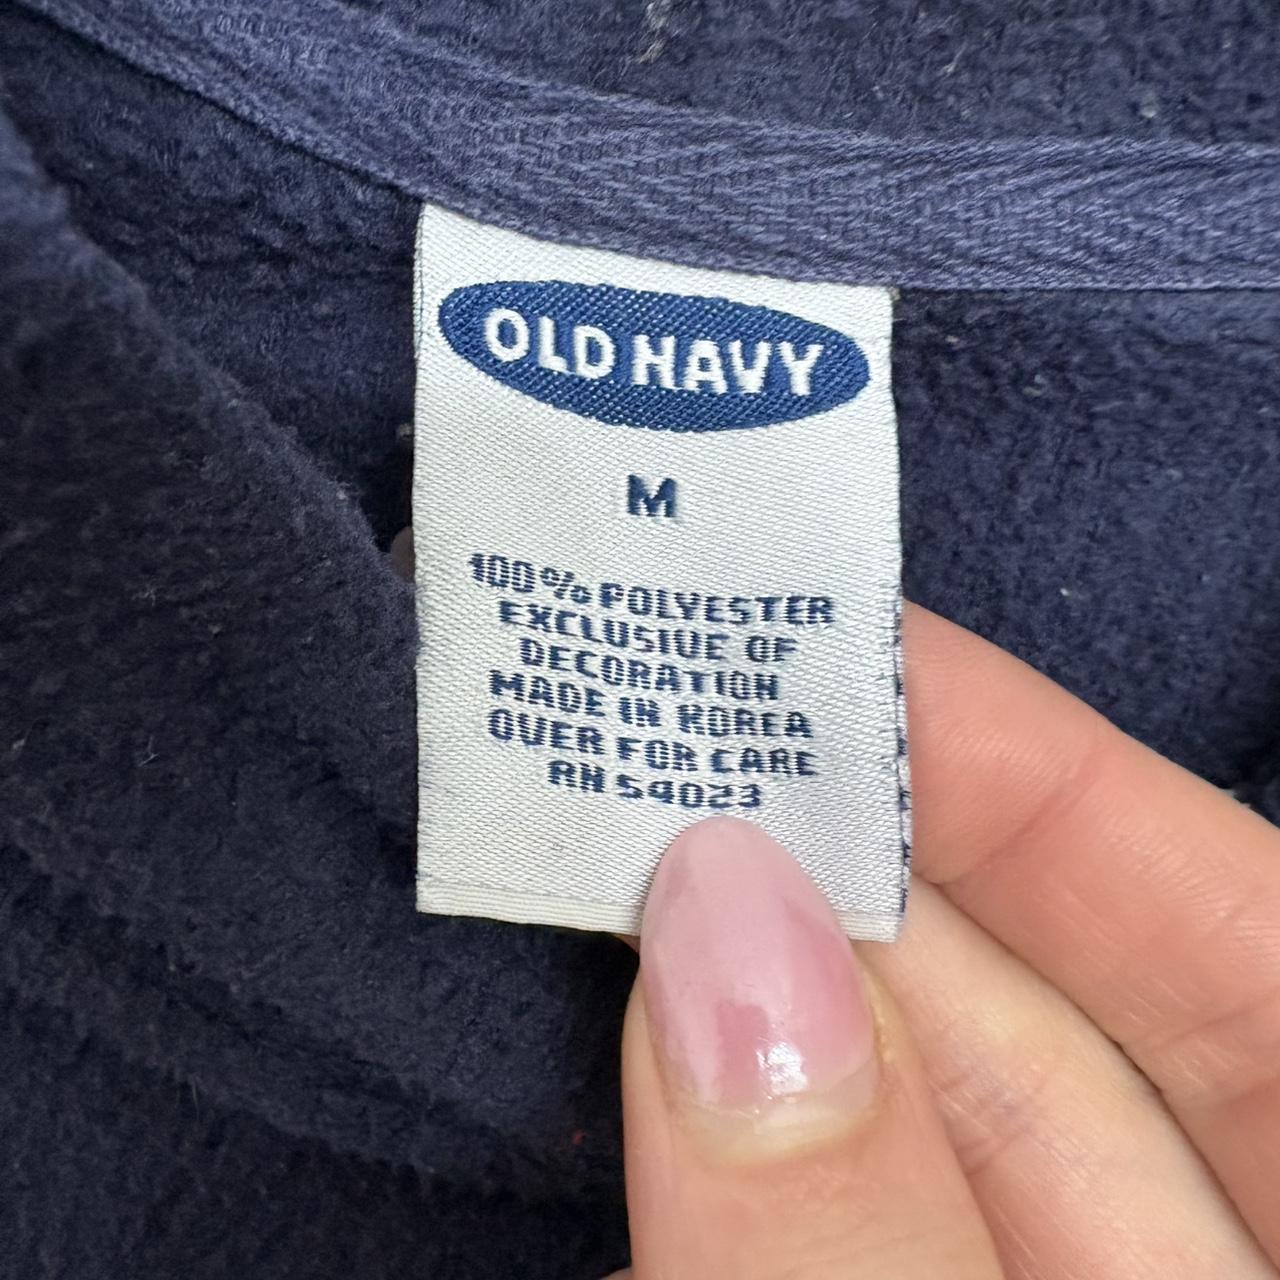 OLD NAVY
M
100% POLYESTER
EXCLUSIVE OF
DECORATION
MADE IN KOREA
OVER FOR CARE
RN 54023